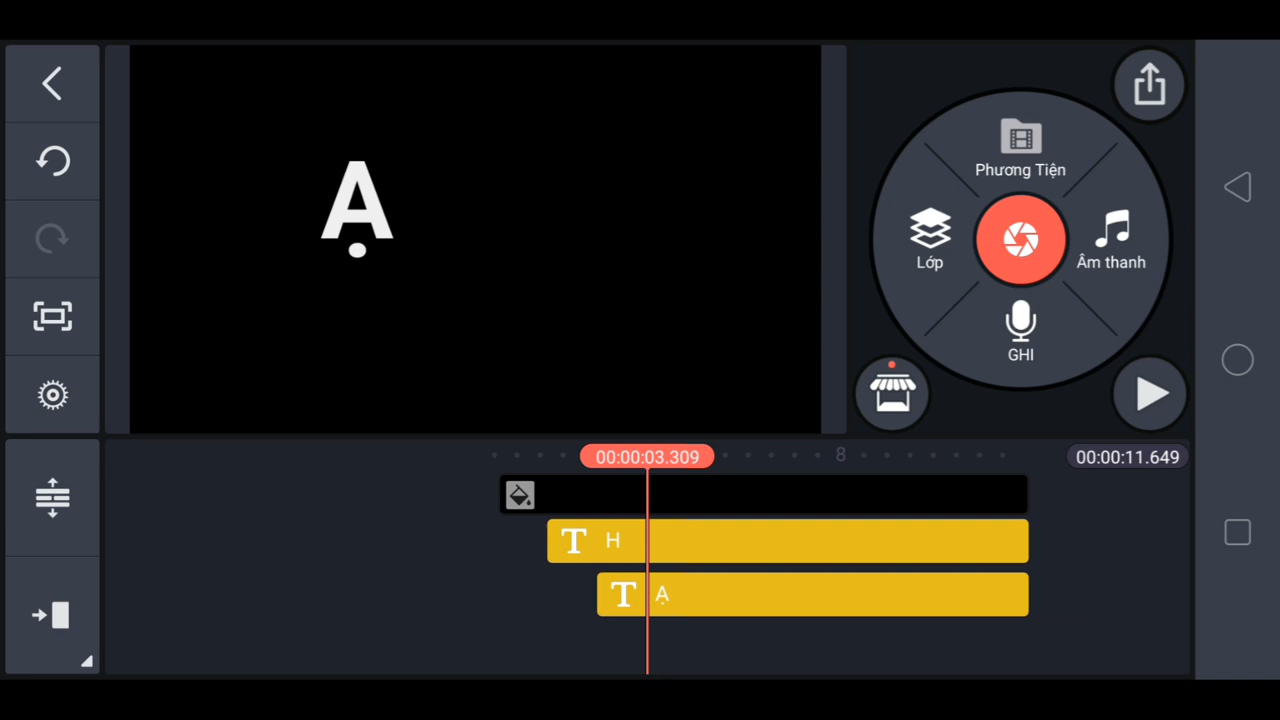 Ạ
Phương Tiện
Lớp
Âm thanh
GHI
00:00:03.309
8
00:00:11.649
T H
T Ạ